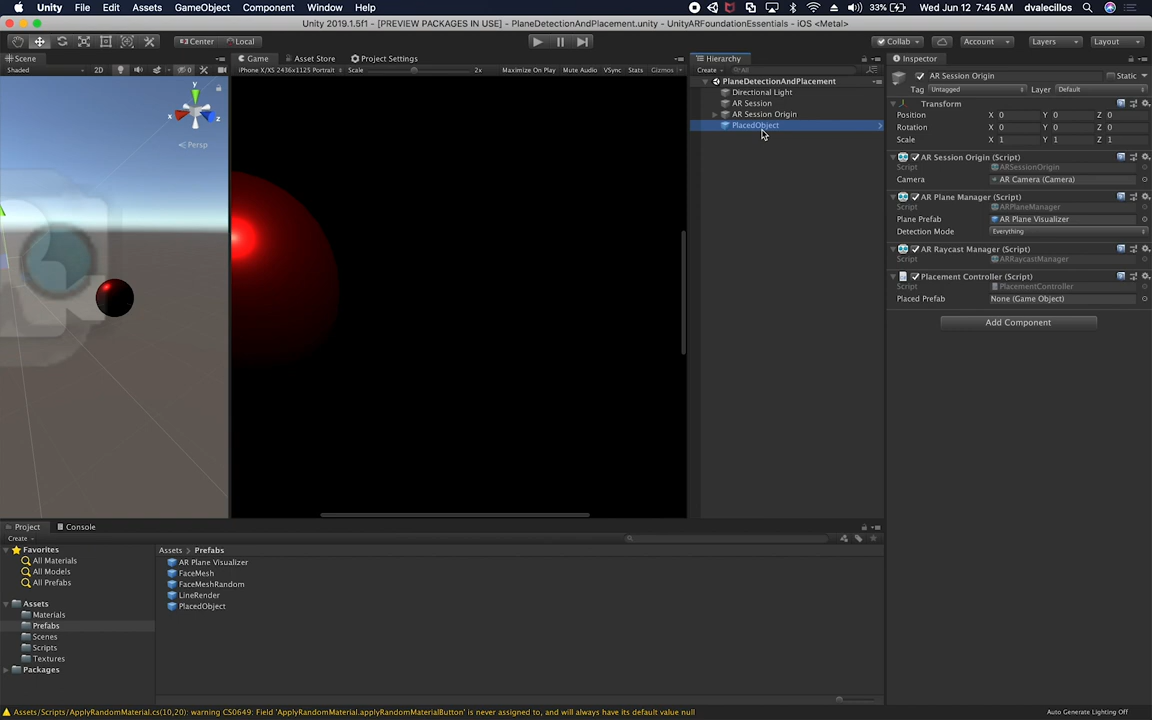 Unity File Edit Assets GameObject Component Window Help 33% Wed Jun 12 7:45 AM dvalecillos
Unity 2019.1.5f1 - [PREVIEW PACKAGES IN USE] - PlaneDetectionAndPlacement.unity - UnityARFoundationEssentials - iOS <Metal>
Center Local Collab Account Layers Layout
Scene Game Asset Store Project Settings Hierarchy Inspector
Shaded 2D 0 iPhone X/XS 2436x1125 Portrait Scale 2x Maximize On Play Mute Audio VSync Stats Gizmos Create All
AR Session Origin Static
Tag Untagged Layer Default
PlaneDetectionAndPlacement
Directional Light
AR Session
AR Session Origin
PlacedObject
y
x
z
Persp
Transform
Position X 0 Y 0 Z 0
Rotation X 0 Y 0 Z 0
Scale X 1 Y 1 Z 1
AR Session Origin (Script)
Script ARSessionOrigin
Camera AR Camera (Camera)
AR Plane Manager (Script)
Script ARPlaneManager
Plane Prefab AR Plane Visualizer
Detection Mode Everything
AR Raycast Manager (Script)
Script ARRaycastManager
Placement Controller (Script)
Script PlacementController
Placed Prefab None (Game Object)
Add Component
Project Console
Create
Favorites
All Materials
All Models
All Prefabs
Assets
Materials
Prefabs
Scenes
Scripts
Textures
Packages
Assets > Prefabs
AR Plane Visualizer
FaceMesh
FaceMeshRandom
LineRender
PlacedObject
Assets/Scripts/ApplyRandomMaterial.cs(10,20): warning CS0649: Field 'ApplyRandomMaterial.applyRandomMaterialButton' is never assigned to, and will always have its default value null
Auto Generate Lighting Off